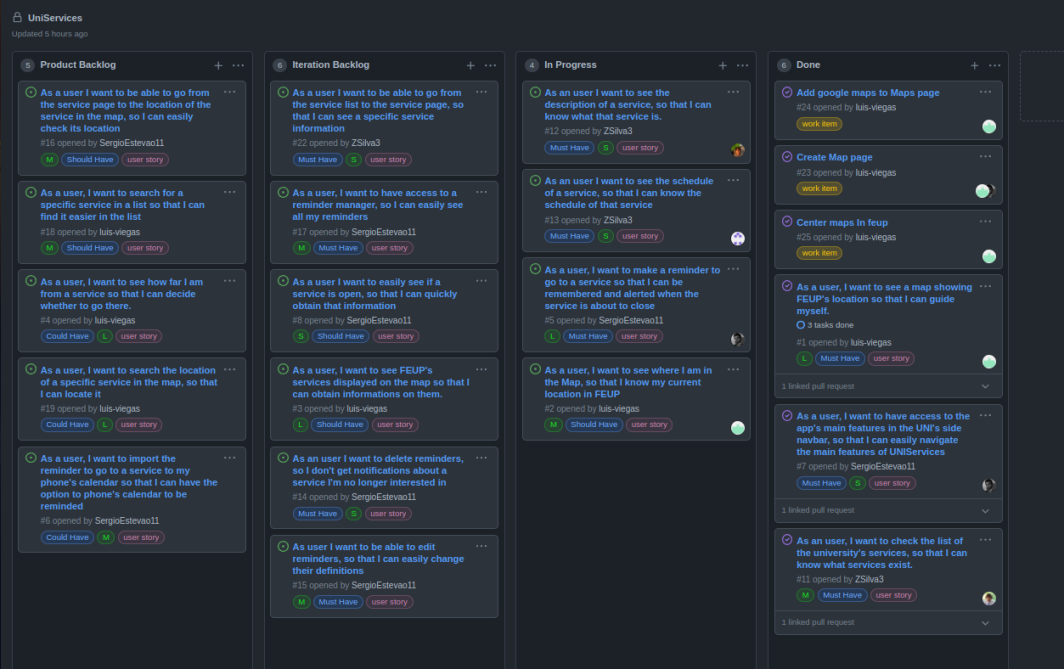 UniServices
Updated 5 hours ago
5 Product Backlog
As a user I want to be able to go from
the service page to the location of the
service in the map, so I can easily
check its location
#16 opened by SergioEstevao11
M Should Have user story
As a user, I want to search for a
specific service in a list so that I can
find it easier in the list
#18 opened by luis-viegas
M Should Have user story
As a user, I want to see how far I am
from a service so that I can decide
whether to go there.
#4 opened by luis-viegas
Could Have L user story
As a user, I want to search the location
of a specific service in the map, so that
I can locate it
#19 opened by luis-viegas
Could Have L user story
As a user, I want to import the
reminder to go to a service to my
phone's calendar so that I can have the
option to phone's calendar to be
reminded
#6 opened by SergioEstevao11
Could Have M user story
6 Iteration Backlog
As a user I want to be able to go from
the service list to the service page, so
that I can see a specific service
information
#22 opened by ZSilva3
Must Have S user story
As a user, I want to have access to a
reminder manager, so I can easily see
all my reminders
#17 opened by SergioEstevao11
M Must Have user story
As a user, I want to easily see if a
service is open, so that I can quickly
obtain that information
#8 opened by SergioEstevao11
S Should Have user story
As a user, I want to see FEUP's
services displayed on the map so that I
can obtain informations on them.
#3 opened by luis-viegas
L Should Have user story
As an user I want to delete reminders,
so I don't get notifications about a
service I'm no longer interested in
#14 opened by SergioEstevao11
Must Have S user story
As user I want to be able to edit
reminders, so that I can easily change
their definitions
#15 opened by SergioEstevao11
M Must Have user story
4 In Progress
As an user I want to see the
description of a service, so that I can
know what that service is.
#12 opened by ZSilva3
Must Have S user story
As an user I want to see the schedule
of a service, so that I can know the
schedule of that service
#13 opened by ZSilva3
Must Have S user story
As a user, I want to make a reminder to
go to a service so that I can be
remembered and alerted when the
service is about to close
#5 opened by SergioEstevao11
L Must Have user story
As a user, I want to see where I am in
the Map, so that I know my current
location in FEUP
#2 opened by luis-viegas
M Should Have user story
6 Done
Add google maps to Maps page
#24 opened by luis-viegas
work item
Create Map page
#23 opened by luis-viegas
work item
Center maps In feup
#25 opened by luis-viegas
work item
As a user, I want to see a map showing
FEUP's location so that I can guide
myself.
3 tasks done
#1 opened by luis-viegas
L Must Have user story
1 linked pull request
As a user, I want to have access to the
app's main features in the UNI's side
navbar, so that I can easily navigate
the main features of UNIServices
#7 opened by SergioEstevao11
Must Have S user story
1 linked pull request
As an user, I want to check the list of
the university's services, so that I can
know what services exist.
#11 opened by ZSilva3
M Must Have user story
1 linked pull request